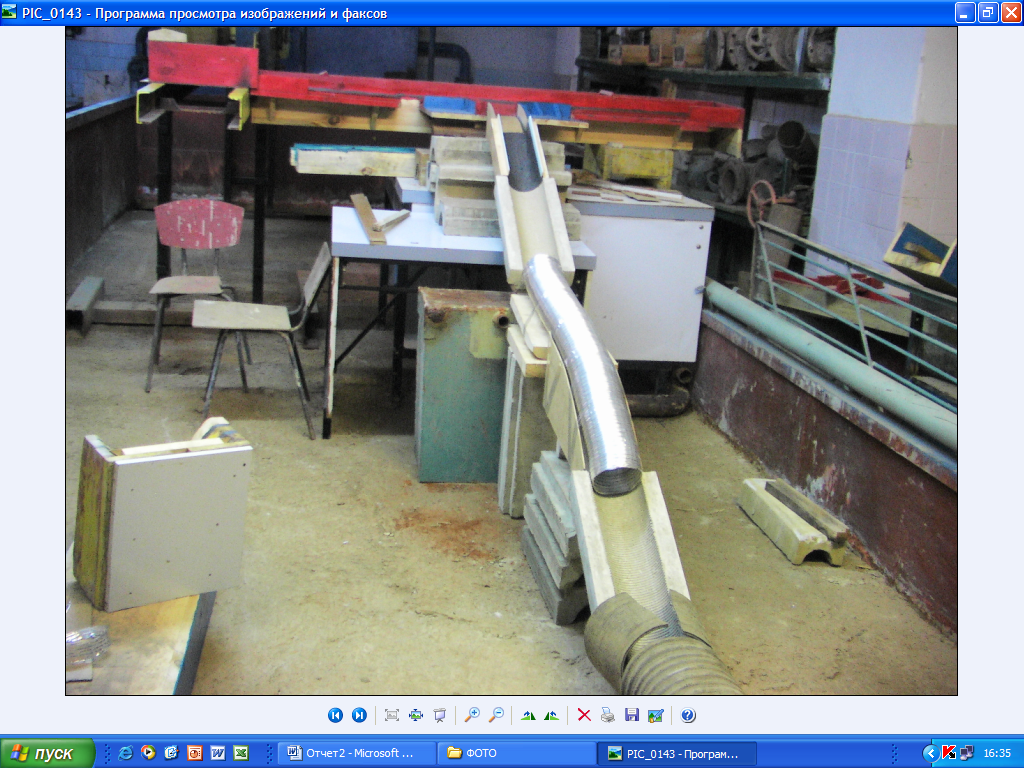 PIC_0143 - Программа просмотра изображений и факсов
пуск
Отчет2 - Microsoft ...
ФОТО
PIC_0143 - Програм...
16:35